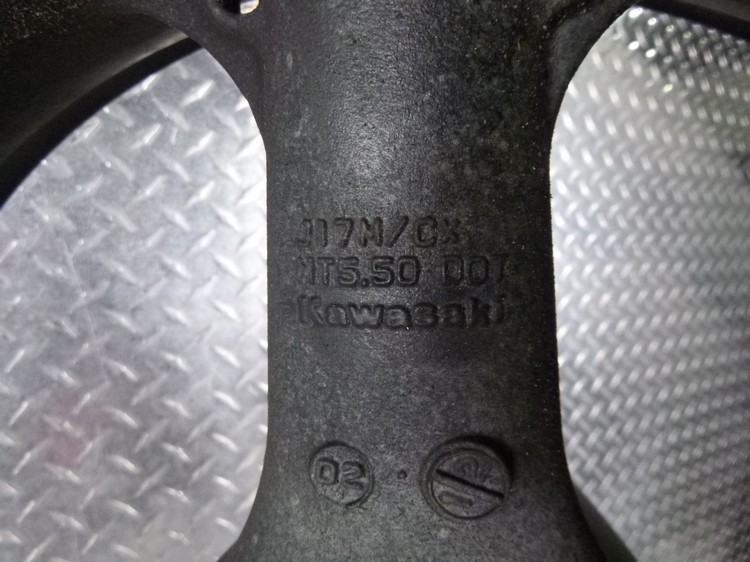 J17M/CX
MT5.50 DOT
Kawasaki
02